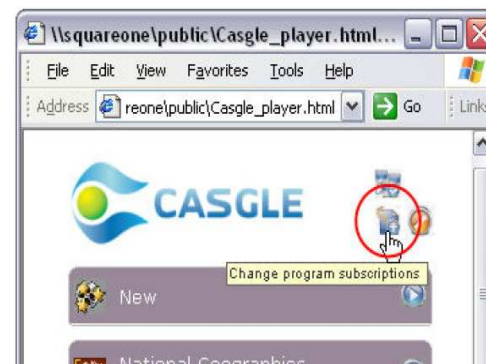 \\squareone\public\Casgle_player.html...
File Edit View Favorites Tools Help
Address reone\public\Casgle_player.html Go Links
CASGLE
Change program subscriptions
New
National Geographics